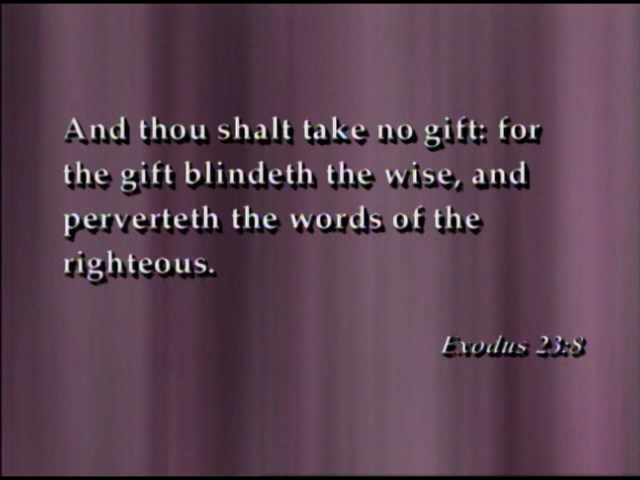 And thou shalt take no gift: for
the gift blindeth the wise, and
perverteth the words of the
righteous.
Exodus 23:8